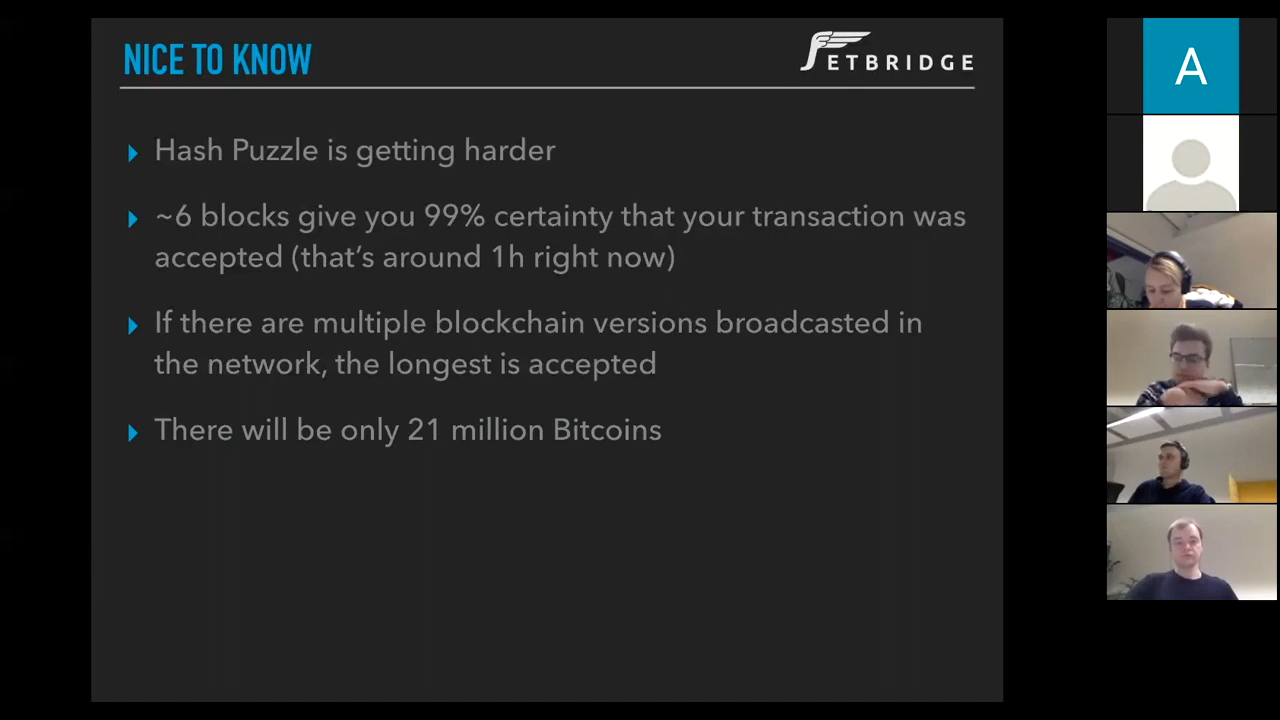 NICE TO KNOW
JETBRIDGE
Hash Puzzle is getting harder
~6 blocks give you 99% certainty that your transaction was
accepted (that’s around 1h right now)
If there are multiple blockchain versions broadcasted in
the network, the longest is accepted
There will be only 21 million Bitcoins
A